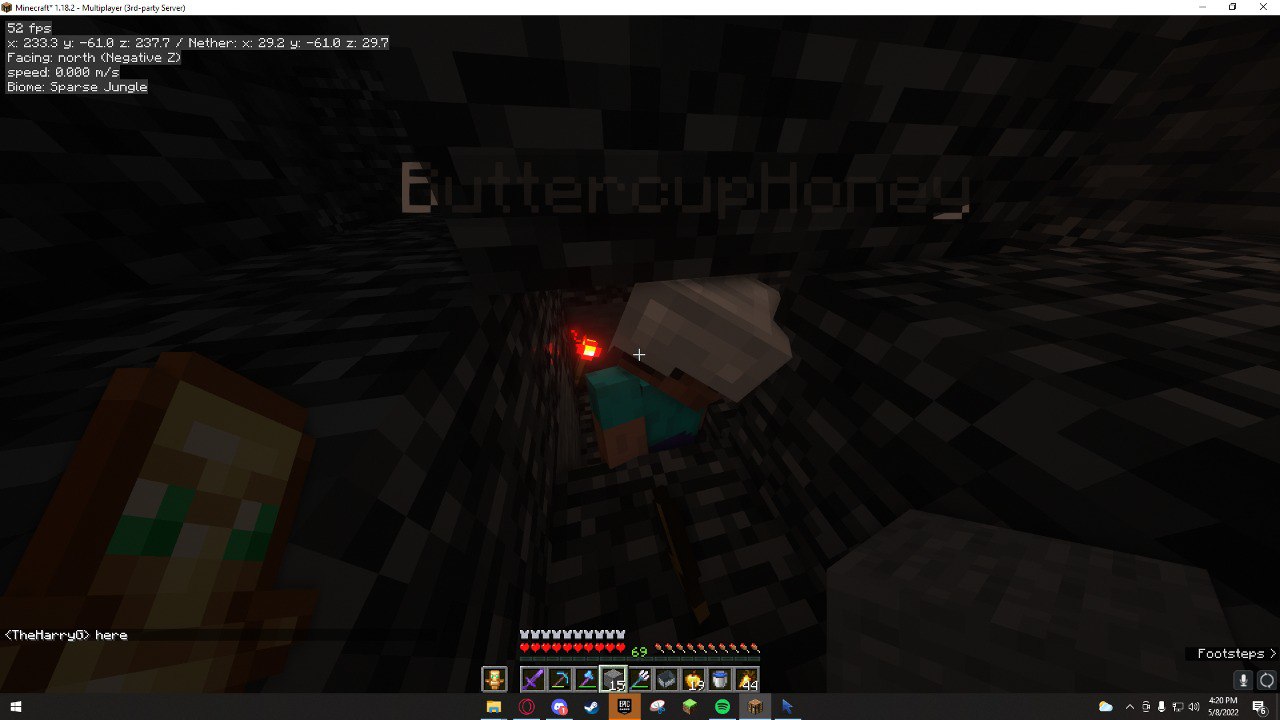 Minecraft* 1.18.2 - Multiplayer (3rd-party Server)
52 fps
x: 233.3 y: -61.0 z: 237.7 / Nether: x: 29.2 y: -61.0 z: 29.7
Facing: north (Negative Z)
speed: 0.000 m/s
Biome: Sparse Jungle
ButtercupHoney
<TheHarryG> here
69
Footsteps >
15
19
44
EPIC
4:20 PM
5/8/2022
6